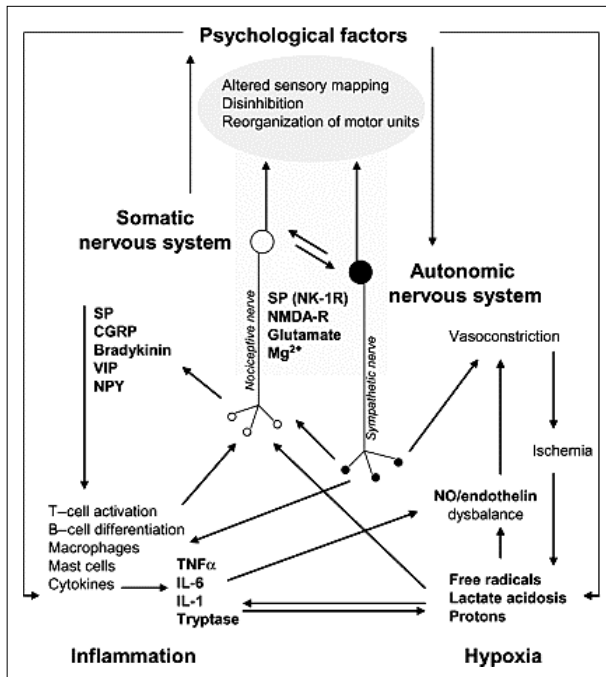 Psychological factors
Altered sensory mapping
Disinhibition
Reorganization of motor units
Somatic
nervous system
Autonomic
nervous system
SP
CGRP
Bradykinin
VIP
NPY
Nociceptive nerve
SP (NK-1R)
NMDA-R
Glutamate
Mg²⁺
Sympathetic nerve
Vasoconstriction
Ischemia
NO/endothelin
dysbalance
T–cell activation
B–cell differentiation
Macrophages
Mast cells
Cytokines
TNFα
IL-6
IL-1
Tryptase
Free radicals
Lactate acidosis
Protons
Inflammation
Hypoxia